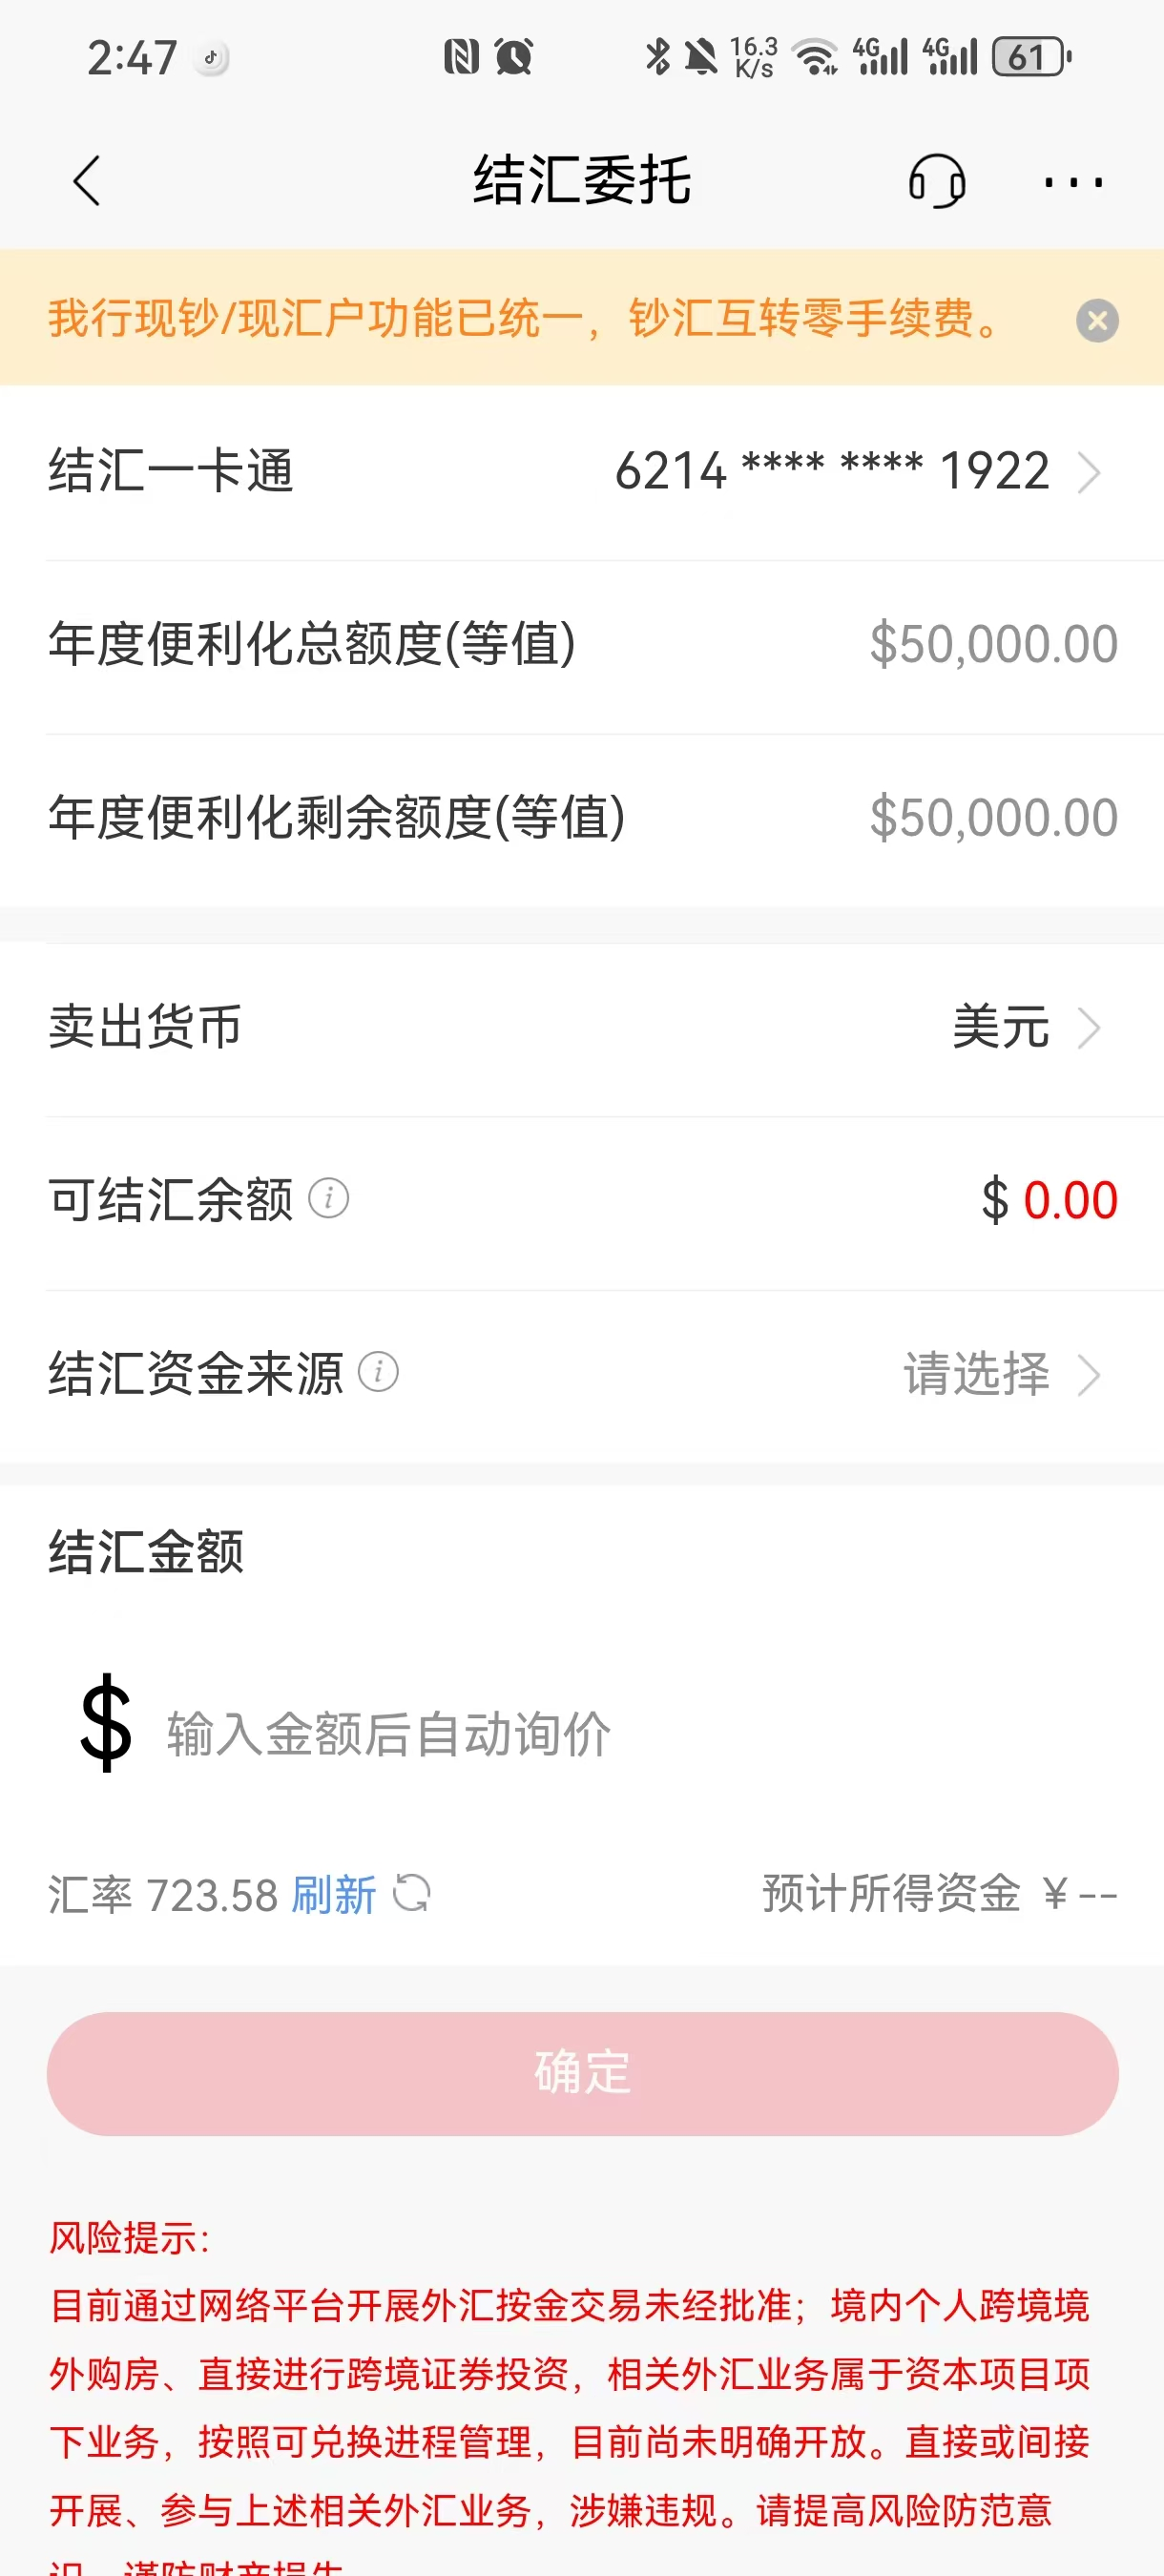 2:47
16.3
K/s
4G
4G
61
结汇委托
我行现钞/现汇户功能已统一，钞汇互转零手续费。
结汇一卡通 6214 **** **** 1922
年度便利化总额度(等值) $50,000.00
年度便利化剩余额度(等值) $50,000.00
卖出货币 美元
可结汇余额 $ 0.00
结汇资金来源 请选择
结汇金额
$ 输入金额后自动询价
汇率 723.58 刷新 预计所得资金 ¥--
确定
风险提示：
目前通过网络平台开展外汇按金交易未经批准；境内个人跨境境
外购房、直接进行跨境证券投资，相关外汇业务属于资本项目项
下业务，按照可兑换进程管理，目前尚未明确开放。直接或间接
开展、参与上述相关外汇业务，涉嫌违规。请提高风险防范意
识，谨防财产损失